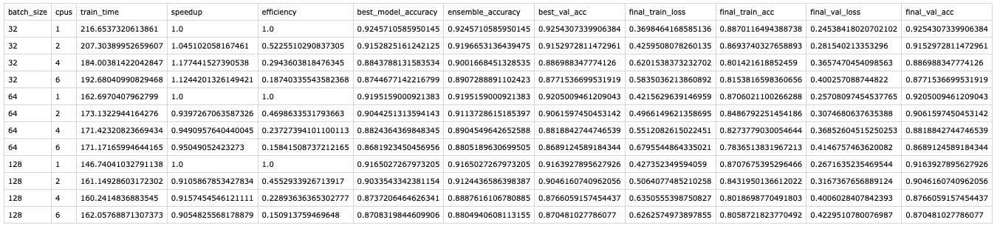 batch_size cpus train_time speedup efficiency best_model_accuracy ensemble_accuracy best_val_acc final_train_loss final_train_acc final_val_loss final_val_acc
32 1 216.6537320613861 1.0 1.0 0.9245710585950145 0.9245710585950145 0.9254307339906384 0.3698464168585136 0.8870116494388738 0.24538418020702102 0.9254307339906384
32 2 207.30389952659607 1.045102058167461 0.5225510290837305 0.9152825161242125 0.9196653136439475 0.9152972811472961 0.4259508078260135 0.8693740327658893 0.281540213353296 0.9152972811472961
32 4 184.00381422042847 1.177441527390538 0.2943603818476345 0.8843788131583534 0.9001668451328535 0.886988347774126 0.6201538373232702 0.801421618852459 0.3657470454098563 0.886988347774126
32 6 192.68040990829468 1.1244201326149421 0.18740335543582368 0.8744677142216799 0.8907288891102423 0.8771536699531919 0.5835036213860892 0.8153816598360656 0.400257088744822 0.8771536699531919
64 1 162.6970407962799 1.0 1.0 0.9195159000921383 0.9195159000921383 0.9205009461209043 0.4215629639146959 0.8706021100266288 0.25708097454537765 0.9205009461209043
64 2 173.1322944164276 0.9397267063587326 0.4698633531793663 0.9044251313594143 0.9113728615185397 0.9061597450453142 0.4966149621358695 0.8486792251454186 0.3074680637635388 0.9061597450453142
64 4 171.42320823669434 0.9490957640440045 0.23727394101100113 0.8824364369848345 0.8904549642652588 0.8818842744746539 0.5512082615022451 0.8273779030054644 0.36852604515250253 0.8818842744746539
64 6 171.17165994644165 0.95049052423273 0.15841508737212165 0.8681923450456956 0.8805189630699505 0.8689124589184344 0.6795544864335021 0.7836513831967213 0.4146757463620082 0.8689124589184344
128 1 146.74041032791138 1.0 1.0 0.9165027267973205 0.9165027267973205 0.9163927895627926 0.427352349594059 0.8707675395296466 0.2671635235469544 0.9163927895627926
128 2 161.14928603172302 0.9105867853427834 0.4552933926713917 0.9033543342381154 0.9124436586398387 0.9046160740962056 0.5064077485210258 0.8431950136612022 0.3167367656889124 0.9046160740962056
128 4 160.2414836883545 0.9157454546121111 0.22893636365302777 0.8737206464626341 0.8887616106780885 0.8766059157454437 0.6350555398750827 0.8018698770491803 0.4006028407842393 0.8766059157454437
128 6 162.05768871307373 0.9054825568178879 0.150913759469648 0.8708319844609906 0.8804940608113155 0.870481027786077 0.6262574973897855 0.8058721823770492 0.4229510780076987 0.870481027786077